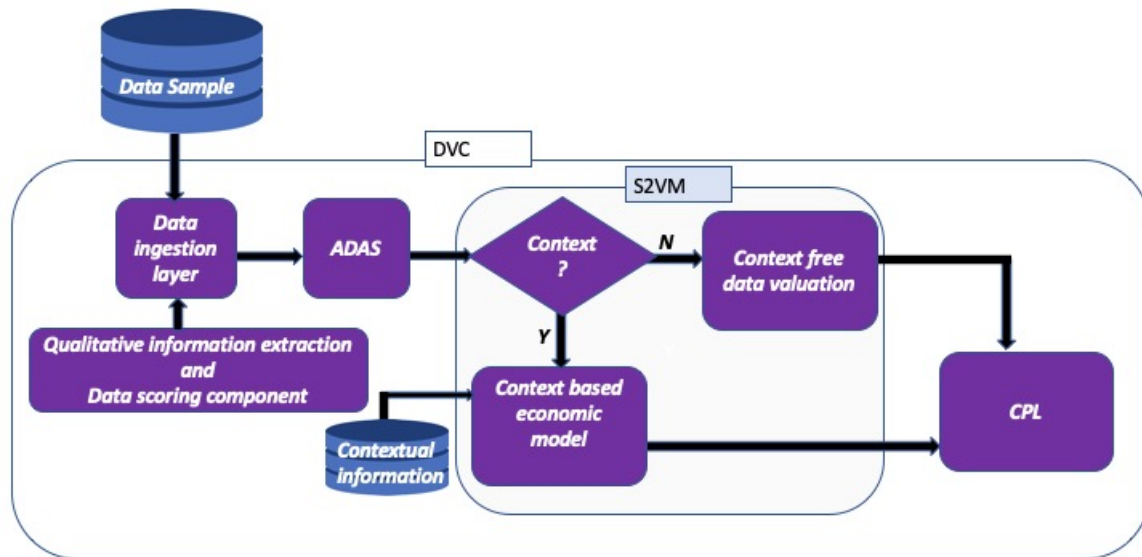 Data Sample
DVC
S2VM
Data
ingestion
layer
ADAS
Context
?
N
Context free
data valuation
Y
Qualitative information extraction
and
Data scoring component
Context based
economic
model
CPL
Contextual
information